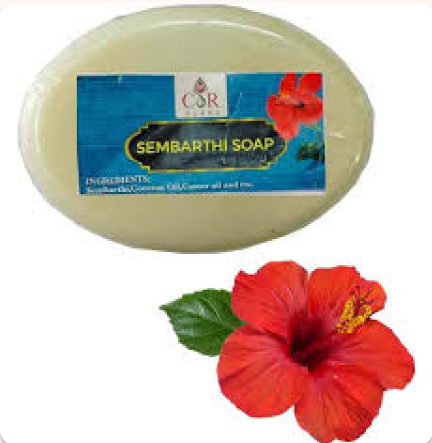 CSR
SEMBARTHI SOAP
INGREDIENTS:
Sembarthi,Coconut Oil,Castor oil and etc.